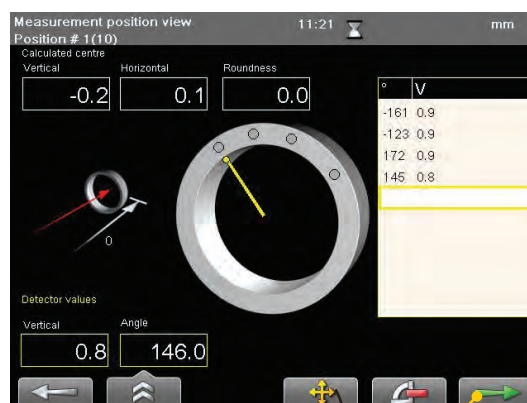 Measurement position view
Position # 1(10)
11:21
mm
Calculated centre
Vertical Horizontal Roundness
-0.2 0.1 0.0
° V
-161 0.9
-123 0.9
172 0.9
145 0.8
0
Detector values
Vertical Angle
0.8 146.0